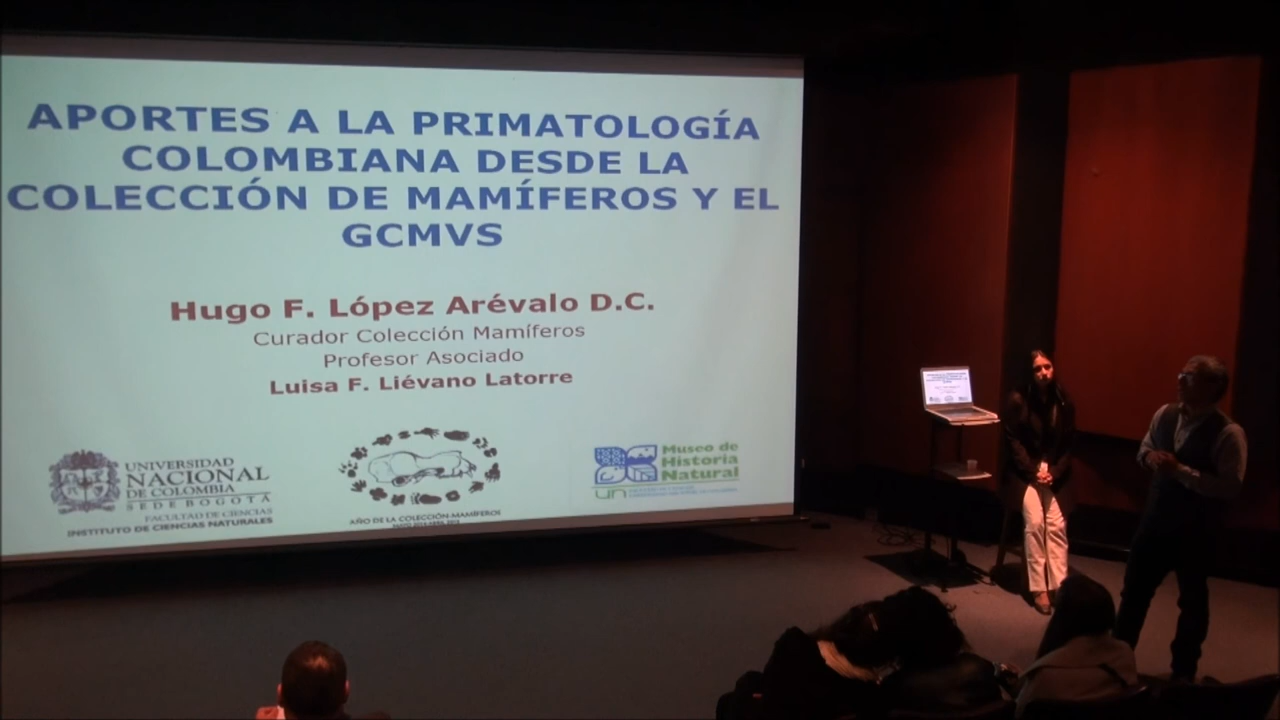 APORTES A LA PRIMATOLOGÍA
COLOMBIANA DESDE LA
COLECCIÓN DE MAMÍFEROS Y EL
GCMVS
Hugo F. López Arévalo D.C.
Curador Colección Mamíferos
Profesor Asociado
Luisa F. Liévano Latorre
UNIVERSIDAD
NACIONAL
DE COLOMBIA
SEDE BOGOTÁ
FACULTAD DE CIENCIAS
INSTITUTO DE CIENCIAS NATURALES
AÑO DE LA COLECCIÓN-MAMÍFEROS
Museo de
Historia
Natural
UN